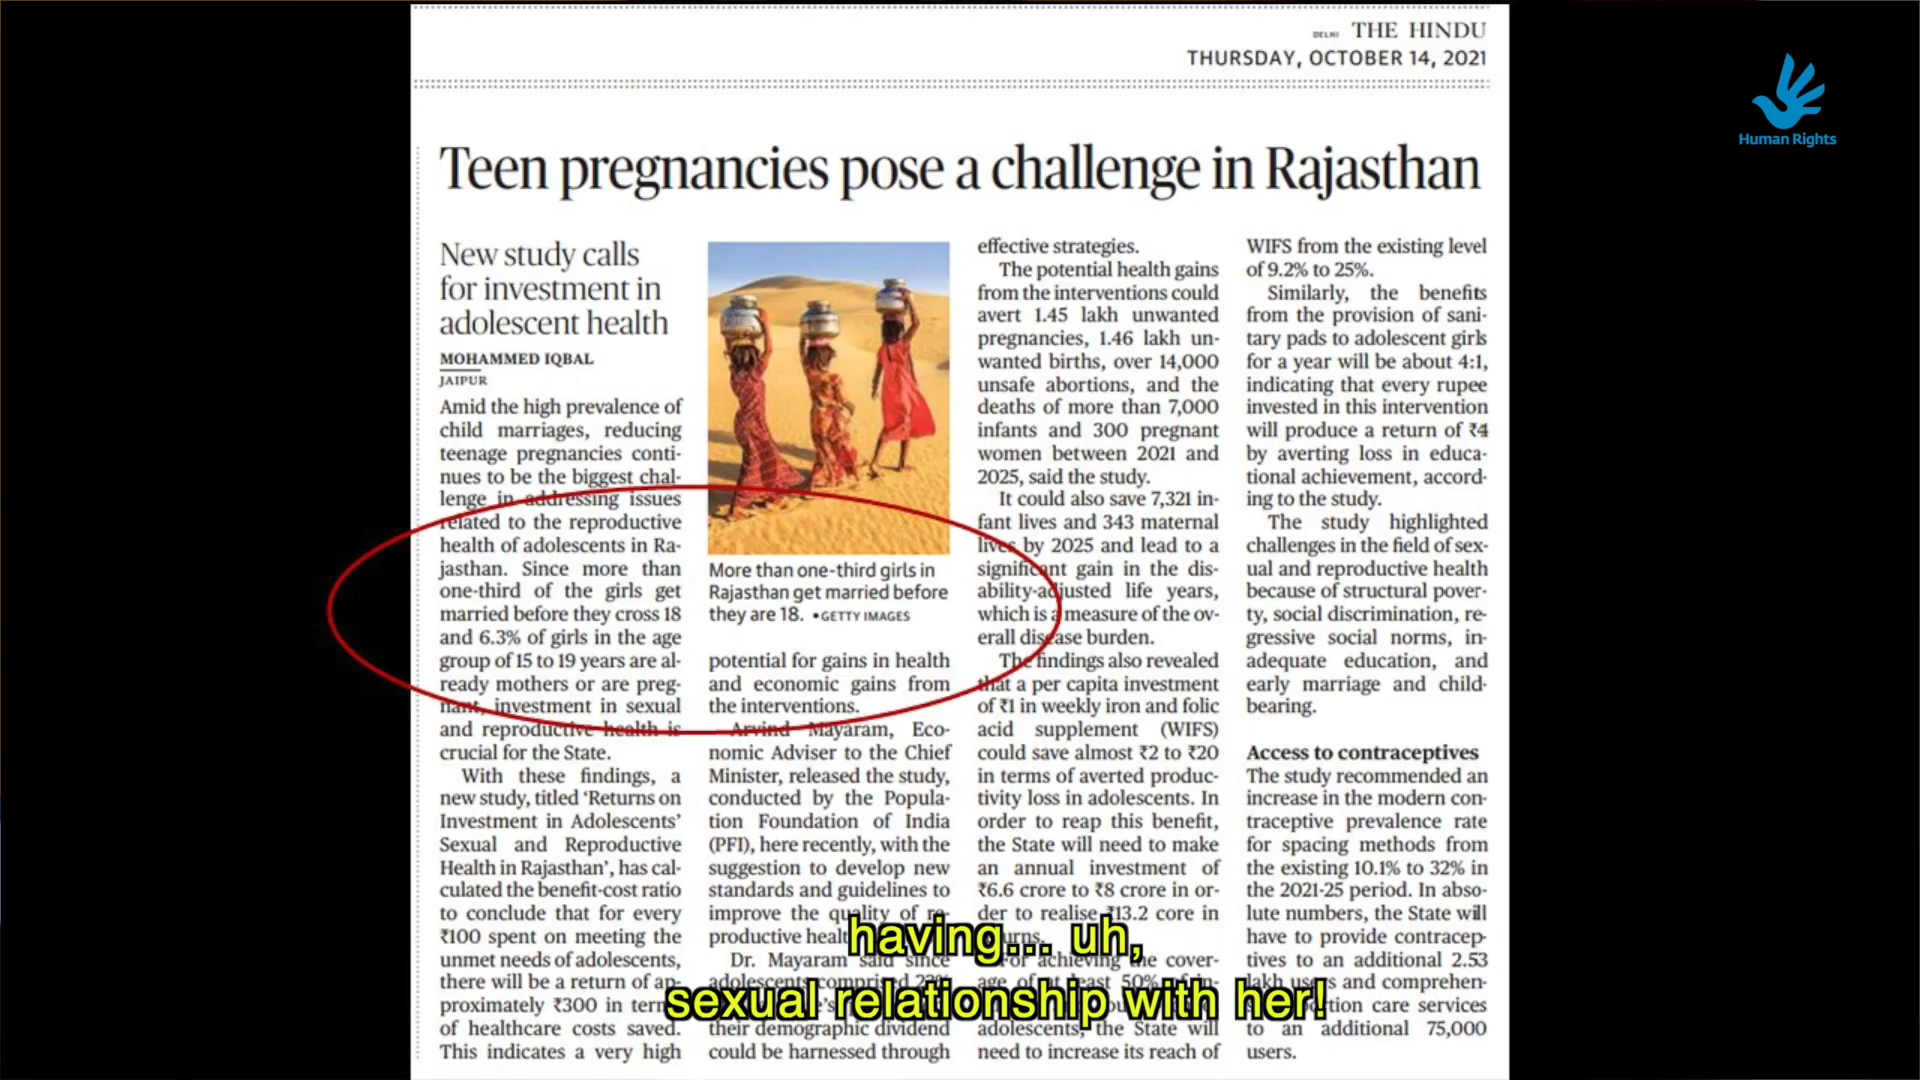 DELHI THE HINDU
THURSDAY, OCTOBER 14, 2021
Human Rights
Teen pregnancies pose a challenge in Rajasthan
New study calls
for investment in
adolescent health
MOHAMMED IQBAL
JAIPUR
Amid the high prevalence of
child marriages, reducing
teenage pregnancies conti-
nues to be the biggest chal-
lenge in addressing issues
related to the reproductive
health of adolescents in Ra-
jasthan. Since more than
one-third of the girls get
married before they cross 18
and 6.3% of girls in the age
group of 15 to 19 years are al-
ready mothers or are preg-
nant, investment in sexual
and reproductive health is
crucial for the State.
With these findings, a
new study, titled ‘Returns on
Investment in Adolescents’
Sexual and Reproductive
Health in Rajasthan’, has cal-
culated the benefit-cost ratio
to conclude that for every
₹100 spent on meeting the
unmet needs of adolescents,
there will be a return of ap-
proximately ₹300 in term
of healthcare costs saved.
This indicates a very high
More than one-third girls in
Rajasthan get married before
they are 18. •GETTY IMAGES
potential for gains in health
and economic gains from
the interventions.
Arvind Mayaram, Eco-
nomic Adviser to the Chief
Minister, released the study,
conducted by the Popula-
tion Foundation of India
(PFI), here recently, with the
suggestion to develop new
standards and guidelines to
improve the quality of re-
productive
Dr. Mayaram said since
adolescents comprised
their demographic dividend
could be harnessed through
effective strategies.
The potential health gains
from the interventions could
avert 1.45 lakh unwanted
pregnancies, 1.46 lakh un-
wanted births, over 14,000
unsafe abortions, and the
deaths of more than 7,000
infants and 300 pregnant
women between 2021 and
2025, said the study.
It could also save 7,321 in-
fant lives and 343 maternal
lives by 2025 and lead to a
significant gain in the dis-
ability-adjusted life years,
which is a measure of the ov-
erall disease burden.
The findings also revealed
that a per capita investment
of ₹1 in weekly iron and folic
acid supplement (WIFS)
could save almost ₹2 to ₹20
in terms of averted produc-
tivity loss in adolescents. In
order to reap this benefit,
the State will need to make
an annual investment of
₹6.6 crore to ₹8 crore in or-
der to realise ₹13.2 core in
For achieving the cover-
age of at least 50% of
adolescents, the State will
need to increase its reach of
WIFS from the existing level
of 9.2% to 25%.
Similarly, the benefits
from the provision of sani-
tary pads to adolescent girls
for a year will be about 4:1,
indicating that every rupee
invested in this intervention
will produce a return of ₹4
by averting loss in educa-
tional achievement, accord-
ing to the study.
The study highlighted
challenges in the field of sex-
ual and reproductive health
because of structural pover-
ty, social discrimination, re-
gressive social norms, in-
adequate education, and
early marriage and child-
bearing.
Access to contraceptives
The study recommended an
increase in the modern con-
traceptive prevalence rate
for spacing methods from
the existing 10.1% to 32% in
the 2021-25 period. In abso-
lute numbers, the State will
have to provide contracep-
tives to an additional 2.53
lakh users and comprehen-
care services
to an additional 75,000
users.
having... uh,
sexual relationship with her!